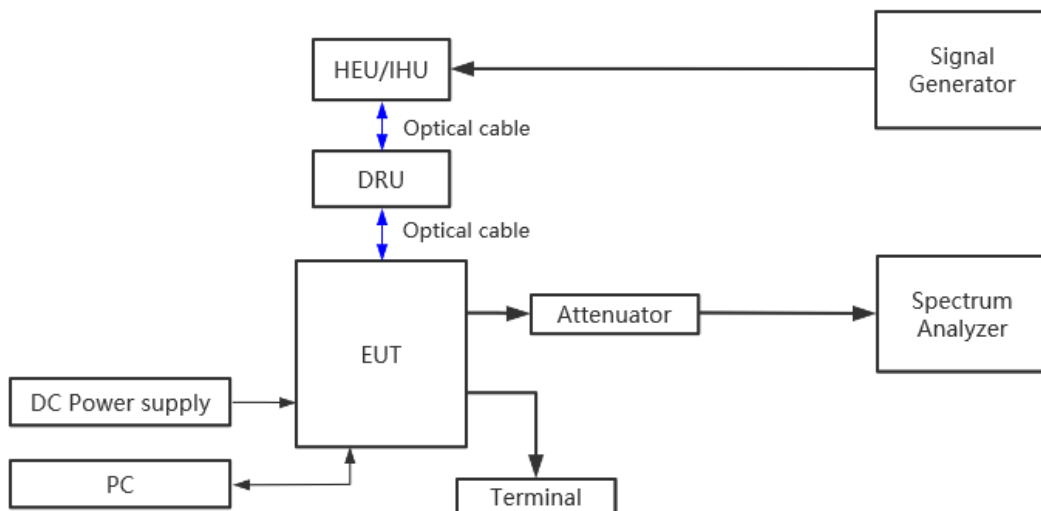 HEU/IHU
Signal
Generator
Optical cable
DRU
Optical cable
EUT
Attenuator
Spectrum
Analyzer
DC Power supply
PC
Terminal